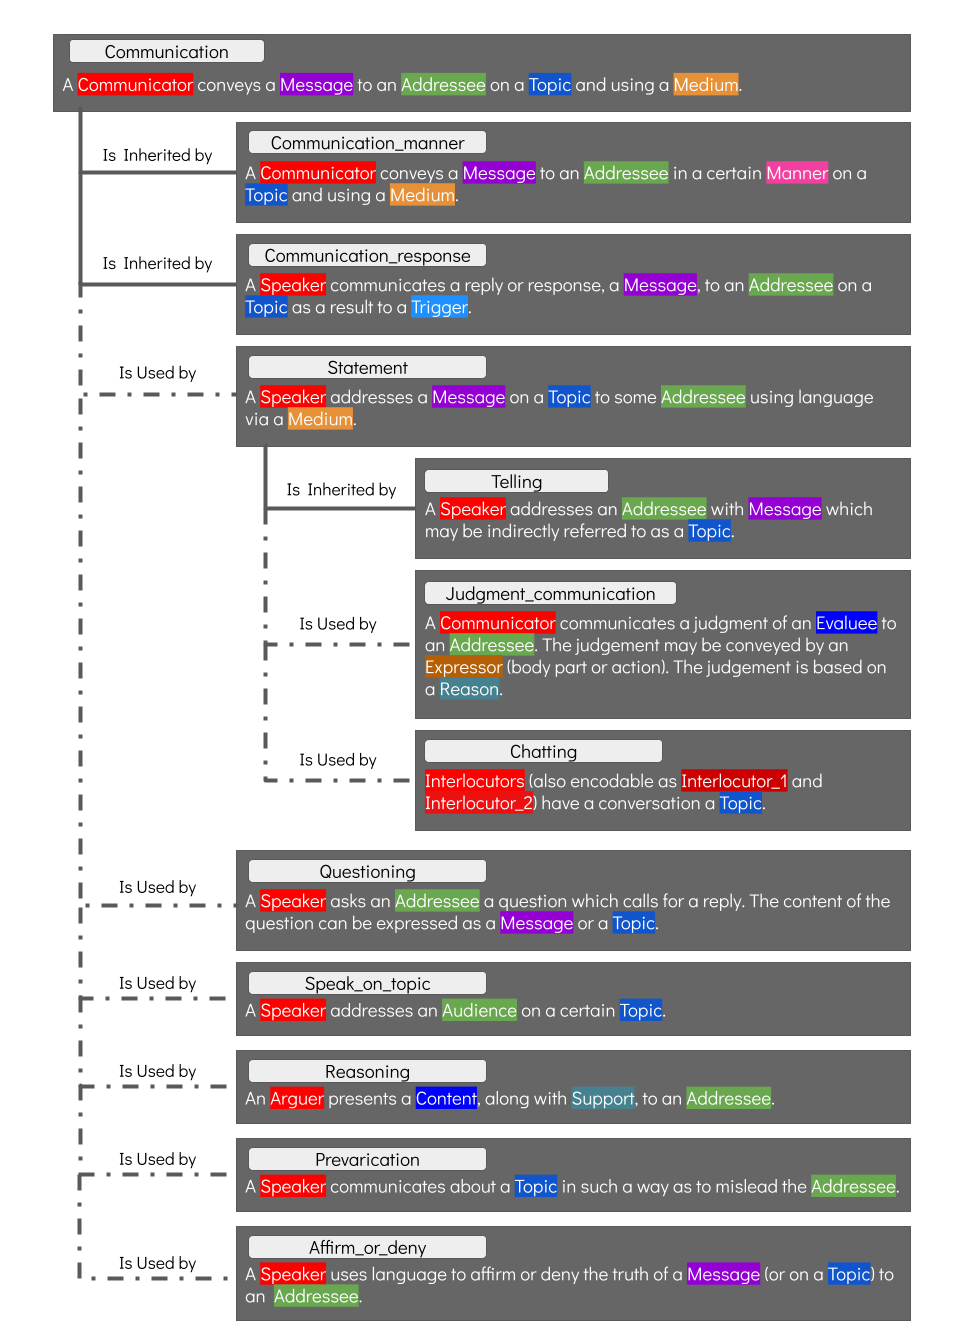 Communication
A Communicator conveys a Message to an Addressee on a Topic and using a Medium.
Is Inherited by
Communication_manner
A Communicator conveys a Message to an Addressee in a certain Manner on a
Topic and using a Medium.
Is Inherited by
Communication_response
A Speaker communicates a reply or response, a Message, to an Addressee on a
Topic as a result to a Trigger.
Is Used by
Statement
A Speaker addresses a Message on a Topic to some Addressee using language
via a Medium.
Is Inherited by
Telling
A Speaker addresses an Addressee with Message which
may be indirectly referred to as a Topic.
Is Used by
Judgment_communication
A Communicator communicates a judgment of an Evaluee to
an Addressee. The judgement may be conveyed by an
Expressor (body part or action). The judgement is based on
a Reason.
Is Used by
Chatting
Interlocutors (also encodable as Interlocutor_1 and
Interlocutor_2) have a conversation a Topic.
Is Used by
Questioning
A Speaker asks an Addressee a question which calls for a reply. The content of the
question can be expressed as a Message or a Topic.
Is Used by
Speak_on_topic
A Speaker addresses an Audience on a certain Topic.
Is Used by
Reasoning
An Arguer presents a Content, along with Support, to an Addressee.
Is Used by
Prevarication
A Speaker communicates about a Topic in such a way as to mislead the Addressee.
Is Used by
Affirm_or_deny
A Speaker uses language to affirm or deny the truth of a Message (or on a Topic) to
an Addressee.